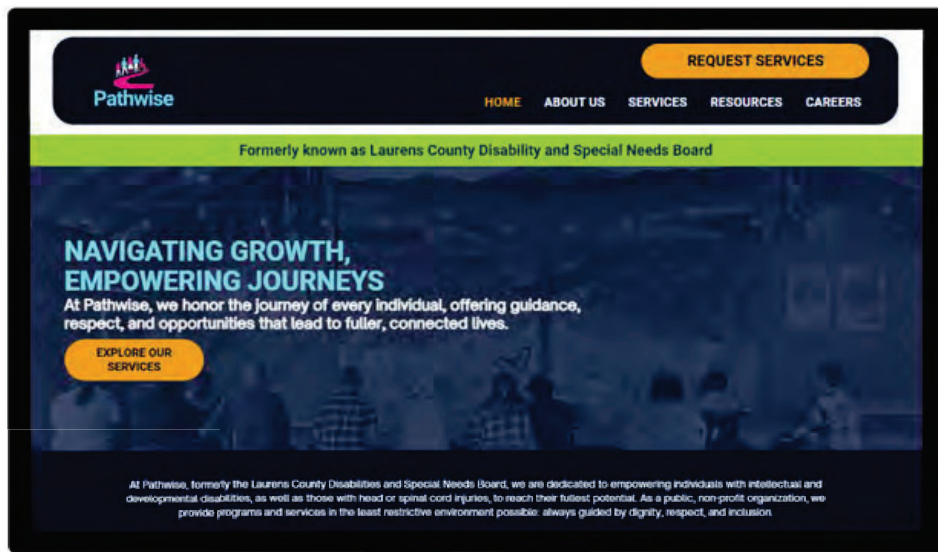 REQUEST SERVICES
Pathwise
HOME ABOUT US SERVICES RESOURCES CAREERS
Formerly known as Laurens County Disability and Special Needs Board
NAVIGATING GROWTH,
EMPOWERING JOURNEYS
At Pathwise, we honor the journey of every individual, offering guidance,
respect, and opportunities that lead to fuller, connected lives.
EXPLORE OUR
SERVICES
At Pathwise, formerly the Laurens County Disabilities and Special Needs Board, we are dedicated to empowering individuals with intellectual and
developmental disabilities, as well as those with head or spinal cord injuries, to reach their fullest potential. As a public, non-profit organization, we
provide programs and services in the least restrictive environment possible: always guided by dignity, respect, and inclusion.